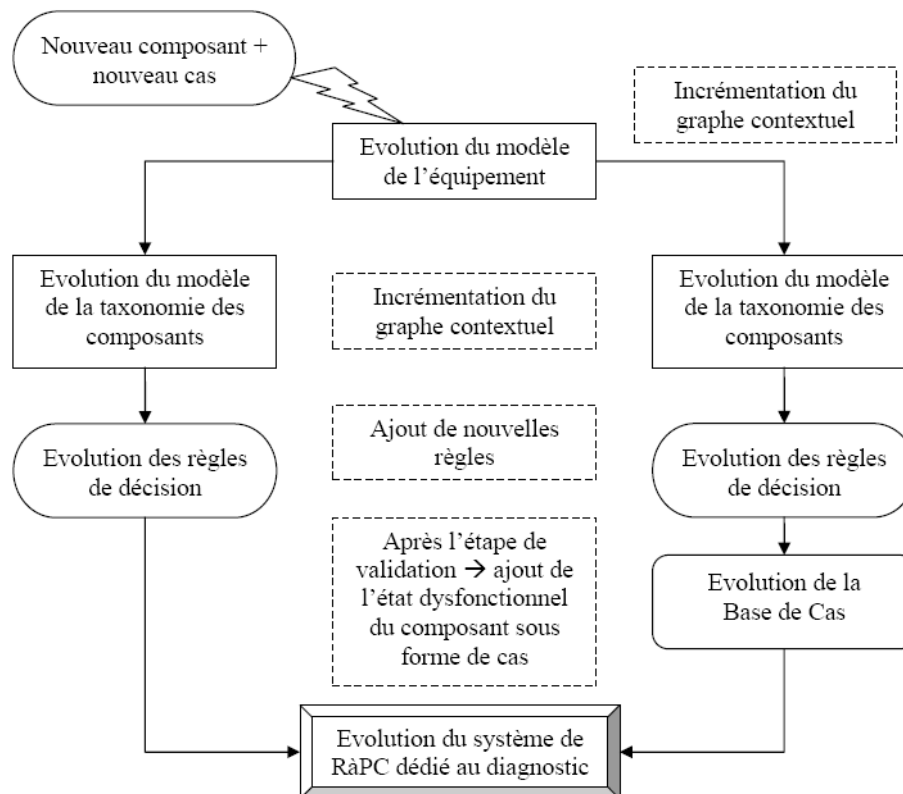 Nouveau composant +
nouveau cas
Incrémentation du
graphe contextuel
Evolution du modèle
de l’équipement
Evolution du modèle
de la taxonomie des
composants
Incrémentation du
graphe contextuel
Evolution du modèle
de la taxonomie des
composants
Evolution des règles
de décision
Ajout de nouvelles
règles
Evolution des règles
de décision
Après l’étape de
validation → ajout de
l’état dysfonctionnel
du composant sous
forme de cas
Evolution de la
Base de Cas
Evolution du système de
RàPC dédié au diagnostic